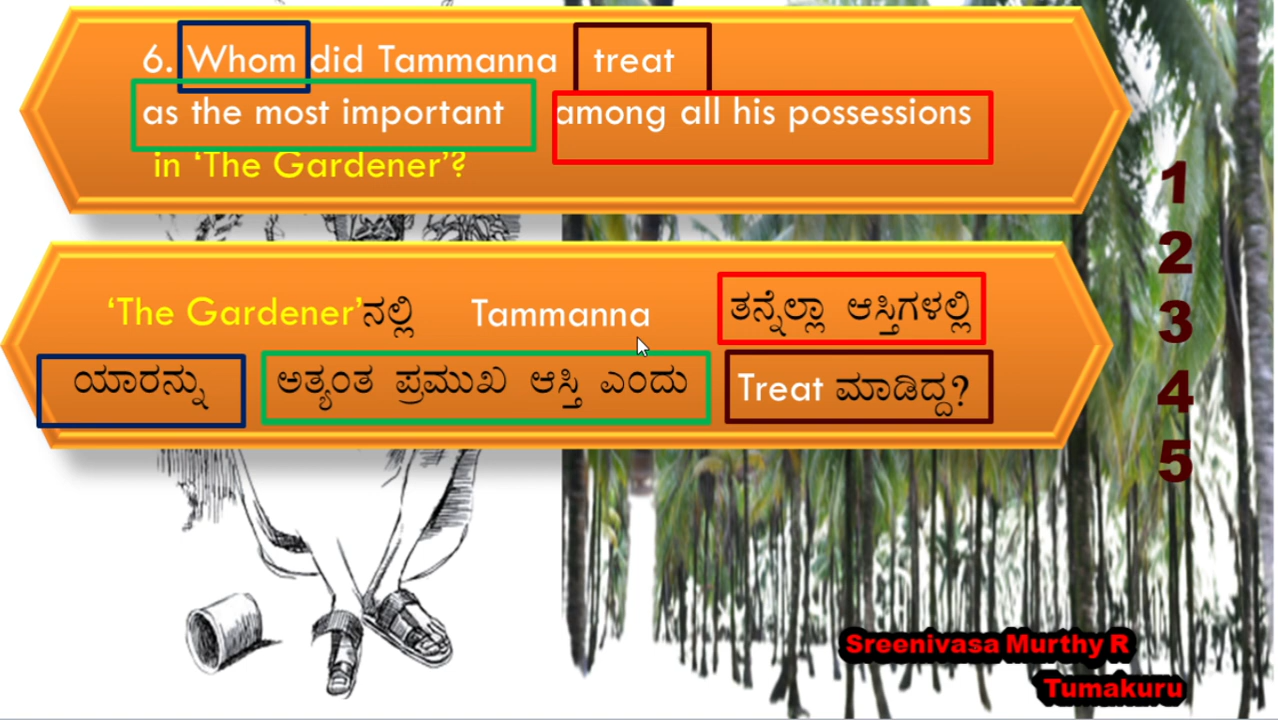 6. Whom did Tammanna treat
as the most important among all his possessions
in ‘The Gardener’?
‘The Gardener’ನಲ್ಲಿ Tammanna ತನ್ನೆಲ್ಲಾ ಆಸ್ತಿಗಳಲ್ಲಿ
ಯಾರನ್ನು ಅತ್ಯಂತ ಪ್ರಮುಖ ಆಸ್ತಿ ಎಂದು Treat ಮಾಡಿದ್ದ?
1
2
3
4
5
Sreenivasa Murthy R
Tumakuru